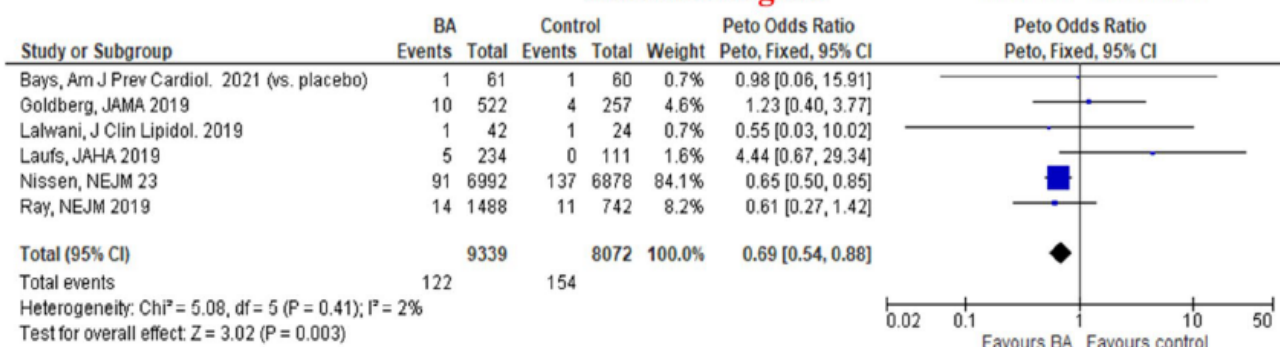 BA Control Peto Odds Ratio Peto Odds Ratio
Study or Subgroup Events Total Events Total Weight Peto, Fixed, 95% CI Peto, Fixed, 95% CI
Bays, Am J Prev Cardiol. 2021 (vs. placebo) 1 61 1 60 0.7% 0.98 [0.06, 15.91]
Goldberg, JAMA 2019 10 522 4 257 4.6% 1.23 [0.40, 3.77]
Lalwani, J Clin Lipidol. 2019 1 42 1 24 0.7% 0.55 [0.03, 10.02]
Laufs, JAHA 2019 5 234 0 111 1.6% 4.44 [0.67, 29.34]
Nissen, NEJM 23 91 6992 137 6878 84.1% 0.65 [0.50, 0.85]
Ray, NEJM 2019 14 1488 11 742 8.2% 0.61 [0.27, 1.42]
Total (95% CI) 9339 8072 100.0% 0.69 [0.54, 0.88]
Total events 122 154
Heterogeneity: Chi² = 5.08, df = 5 (P = 0.41); I² = 2%
Test for overall effect: Z = 3.02 (P = 0.003)
0.02 0.1 1 10 50
Favours BA Favours control